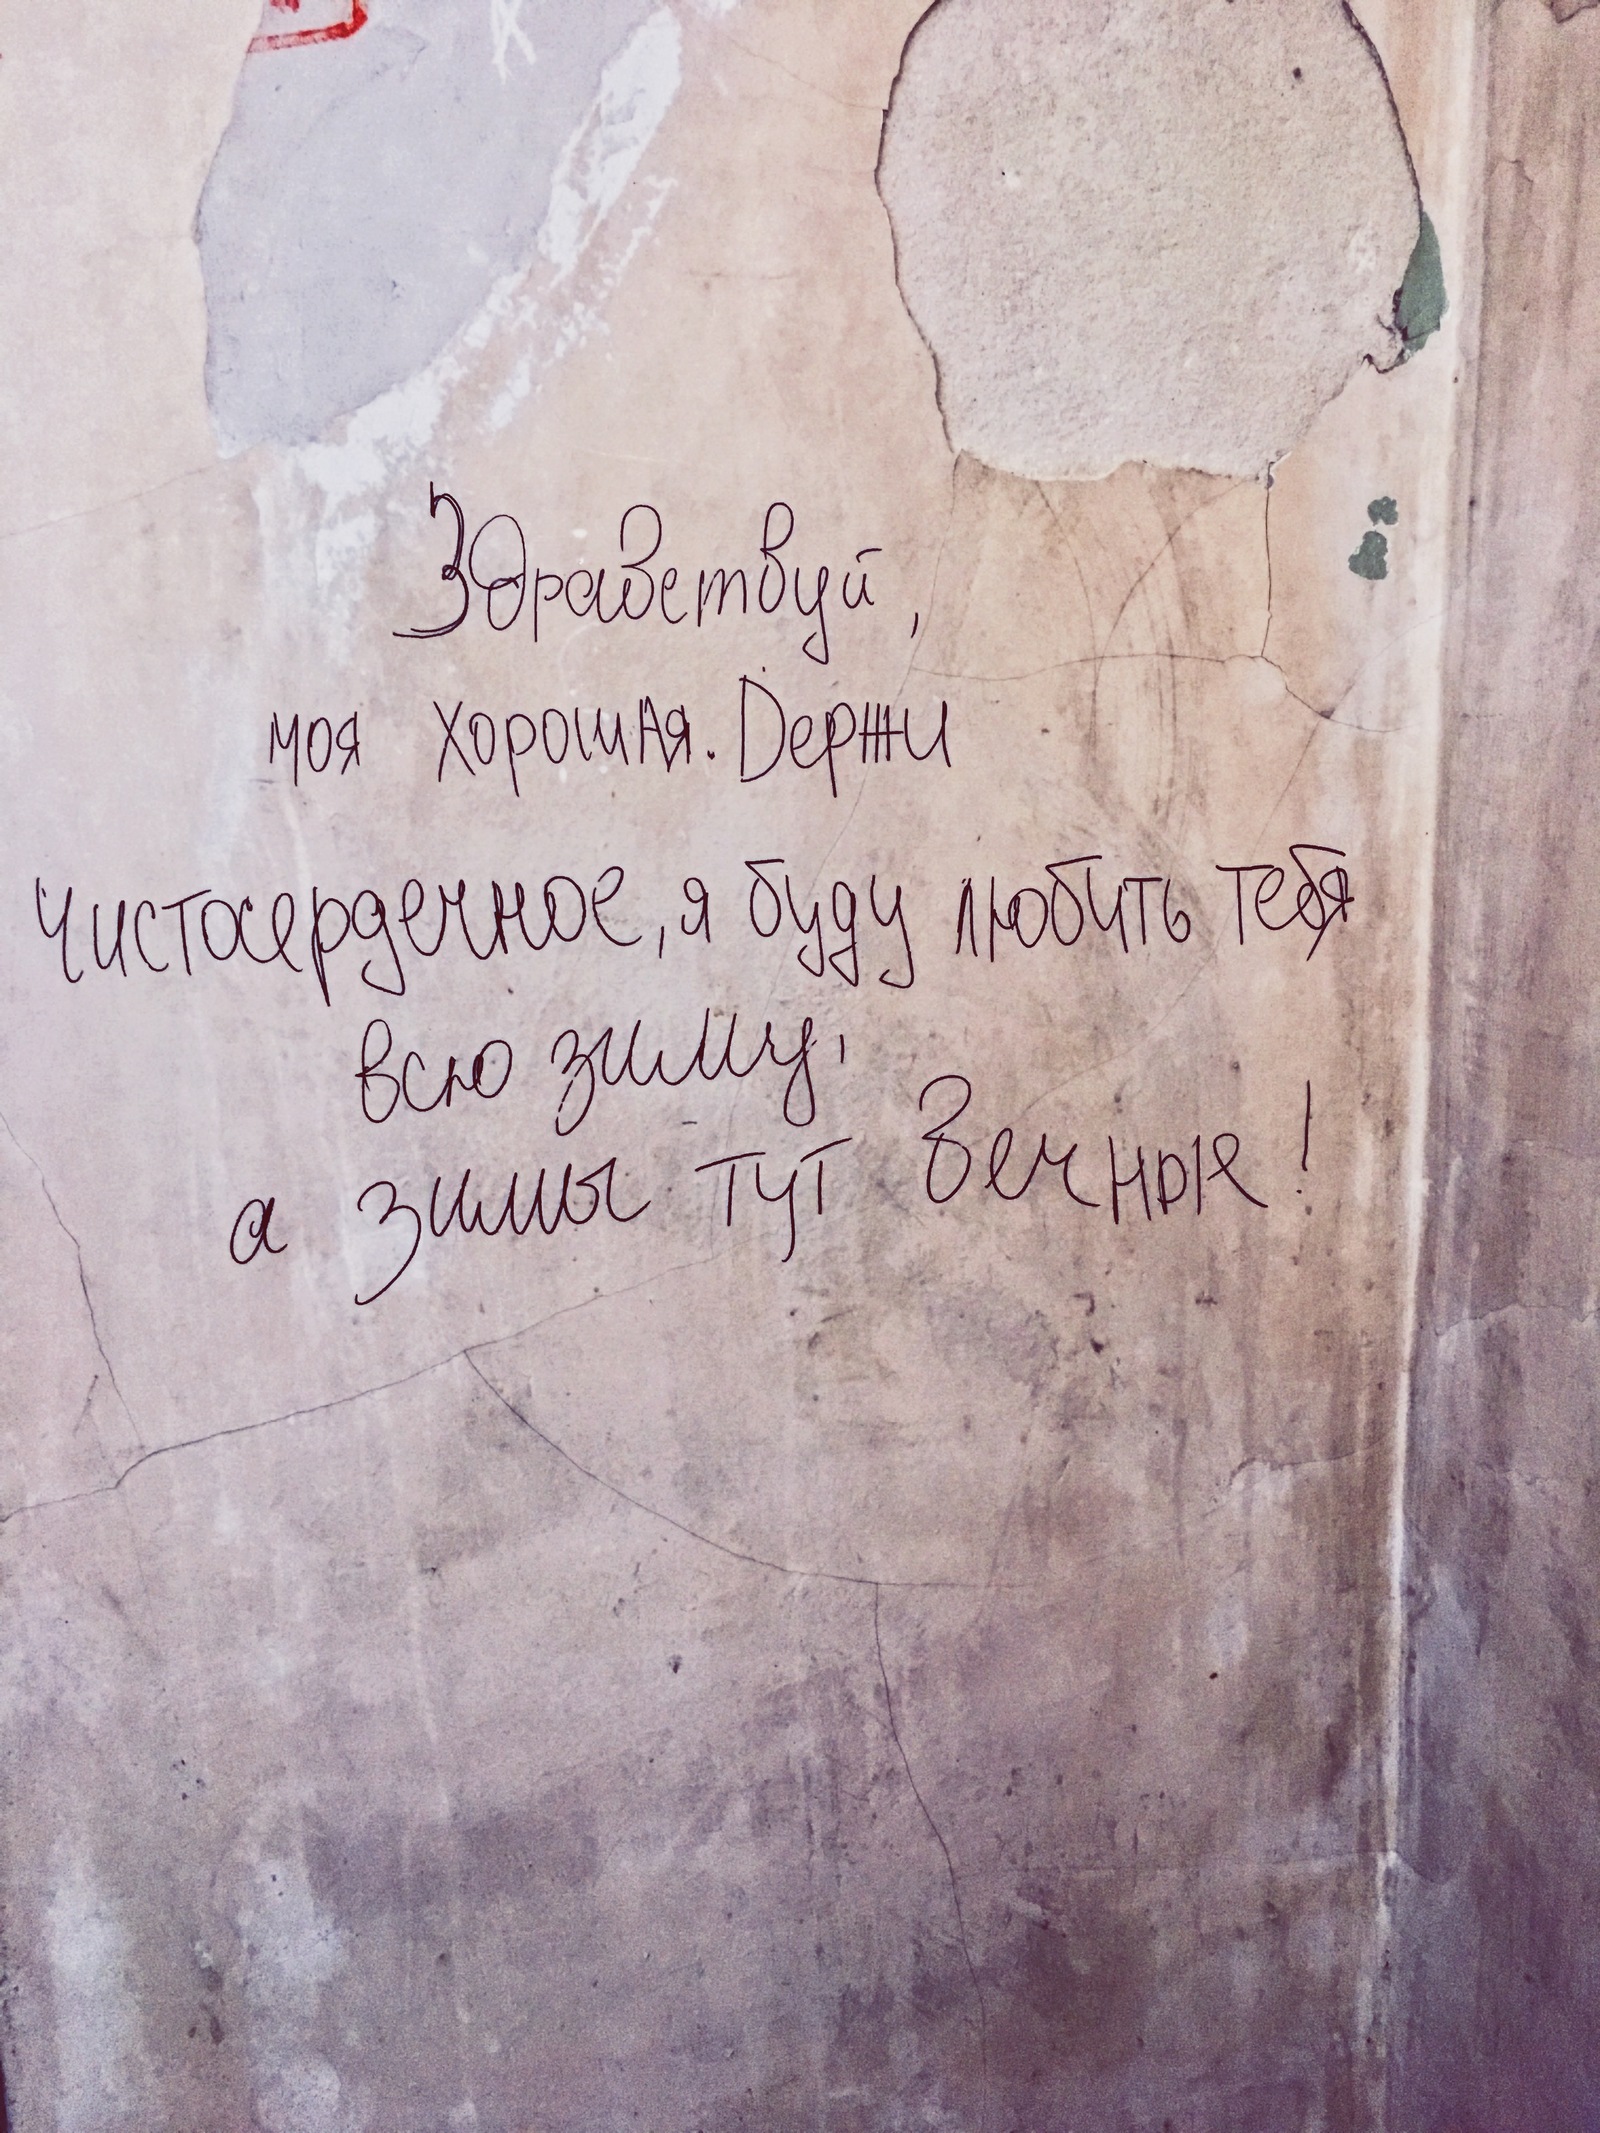 Здравствуй,
моя хорошая. Держи
Чистосердечное, я буду любить тебя
всю зиму,
а зимы тут вечные!